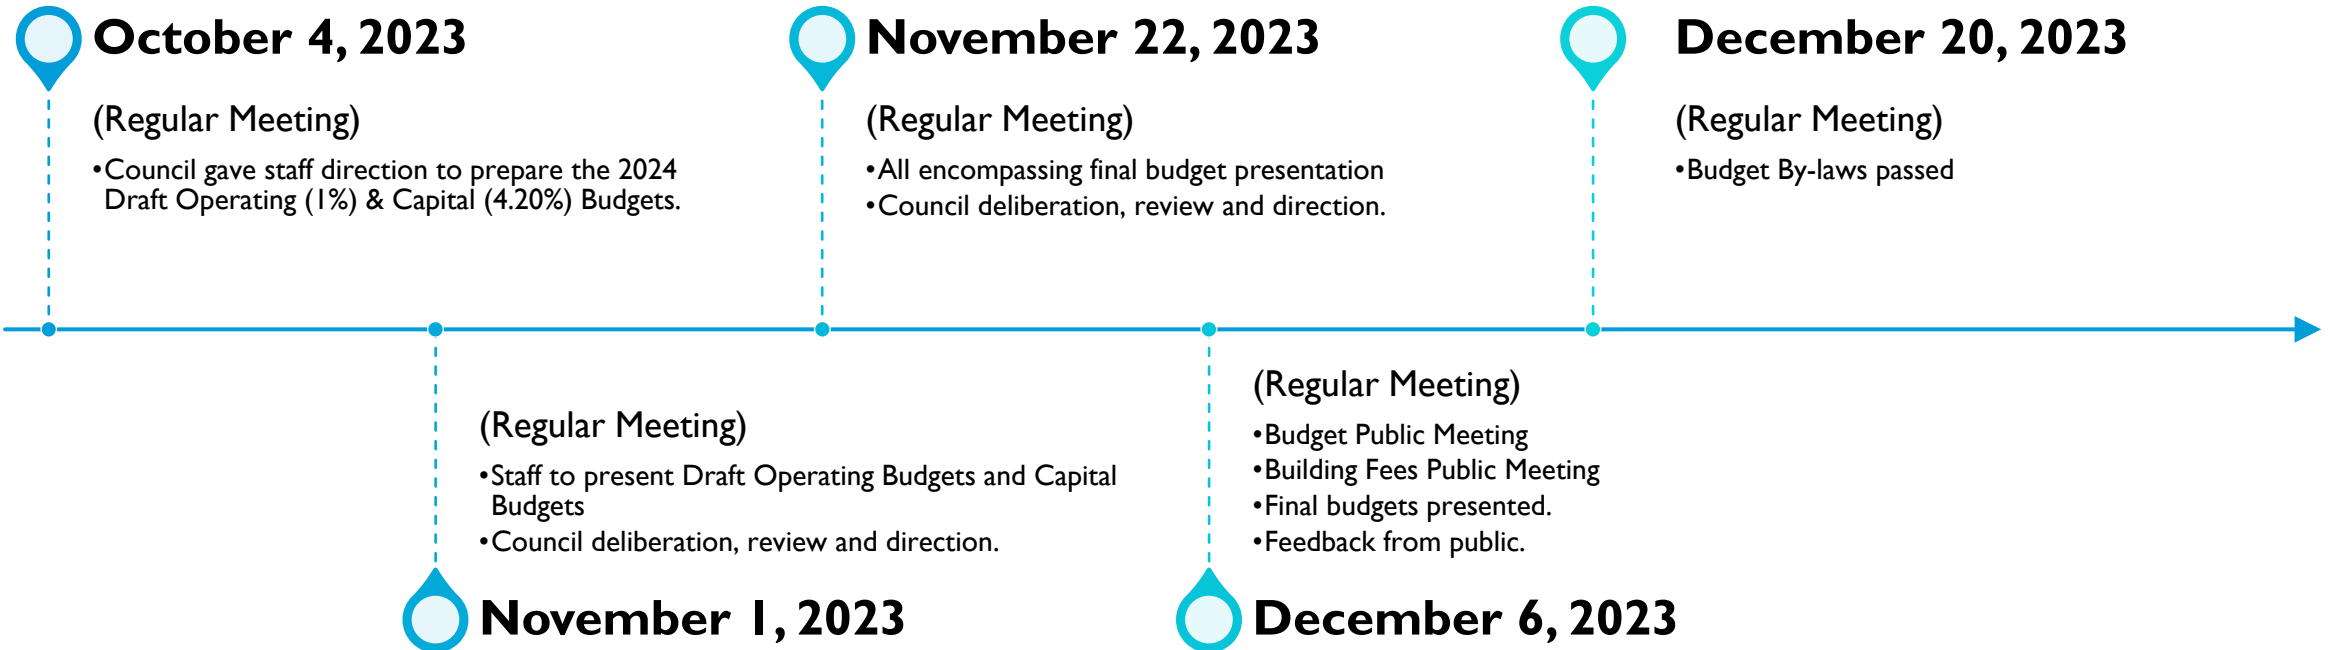 October 4, 2023
(Regular Meeting)
•Council gave staff direction to prepare the 2024
Draft Operating (1%) & Capital (4.20%) Budgets.
November 22, 2023
(Regular Meeting)
•All encompassing final budget presentation
•Council deliberation, review and direction.
December 20, 2023
(Regular Meeting)
•Budget By-laws passed
(Regular Meeting)
•Staff to present Draft Operating Budgets and Capital
Budgets
•Council deliberation, review and direction.
November 1, 2023
(Regular Meeting)
•Budget Public Meeting
•Building Fees Public Meeting
•Final budgets presented.
•Feedback from public.
December 6, 2023